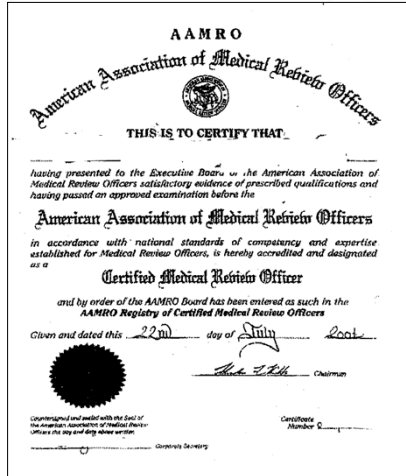 AAMRO
American Association of Medical Review Officers
THIS IS TO CERTIFY THAT
having presented to the Executive Board of the American Association of
Medical Review Officers satisfactory evidence of prescribed qualifications and
having passed an approved examination before the
American Association of Medical Review Officers
in accordance with national standards of competency and expertise
established for Medical Review Officers, is hereby accredited and designated
as a
Certified Medical Review Officer
and by order of the AAMRO Board has been entered as such in the
AAMRO Registry of Certified Medical Review Officers
Given and dated this 22nd day of July
Chairman
Countersigned and sealed with the Seal of
the American Association of Medical Review
Officers the day and date above written.
Certificate
Number
Corporate Secretary